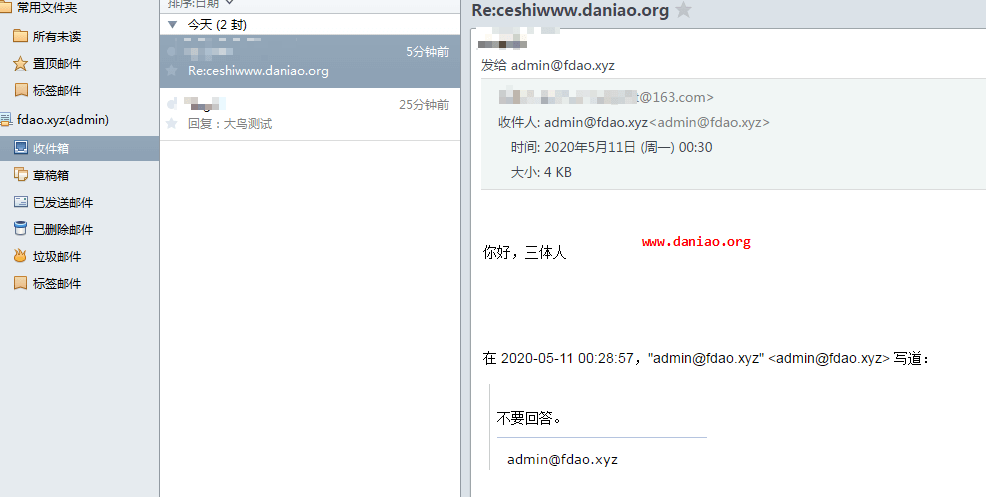 常用文件夹
所有未读
置顶邮件
标签邮件
fdao.xyz(admin)
收件箱
草稿箱
已发送邮件
已删除邮件
垃圾邮件
标签邮件
排序:日期
今天 (2 封)
5分钟前
Re:ceshiwww.daniao.org
25分钟前
回复：大鸟测试
Re:ceshiwww.daniao.org
发给 admin@fdao.xyz
@163.com>
收件人: admin@fdao.xyz<admin@fdao.xyz>
时间: 2020年5月11日 (周一) 00:30
大小: 4 KB
www.daniao.org
你好，三体人
在 2020-05-11 00:28:57，"admin@fdao.xyz" <admin@fdao.xyz> 写道：
不要回答。
admin@fdao.xyz